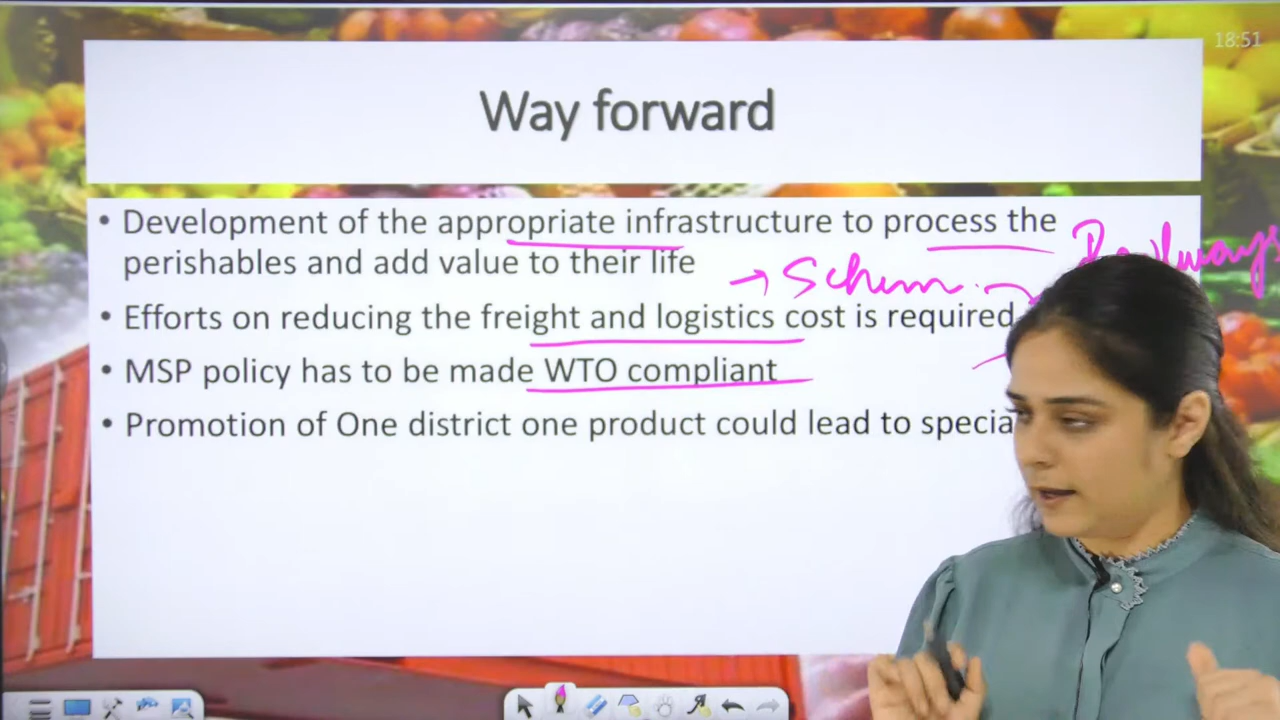 18:51
Way forward
• Development of the appropriate infrastructure to process the
perishables and add value to their life
→ Schem Railways
• Efforts on reducing the freight and logistics cost is required
• MSP policy has to be made WTO compliant
• Promotion of One district one product could lead to specia